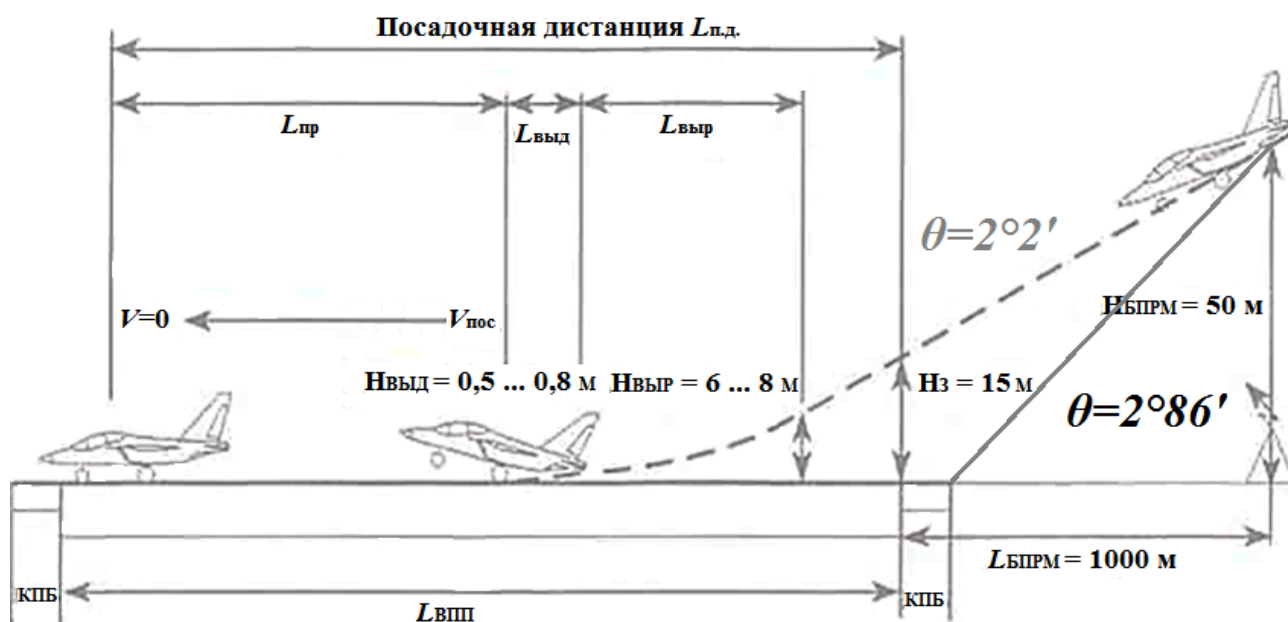 Посадочная дистанция Lп.д.
Lпр
Lвыд
Lвыр
θ=2°2′
V=0
Vпос
HБПРМ = 50 м
HВЫД = 0,5 ... 0,8 м
HВЫР = 6 ... 8 м
HЗ = 15 м
θ=2°86′
LБПРМ = 1000 м
КПБ
LВПП
КПБ